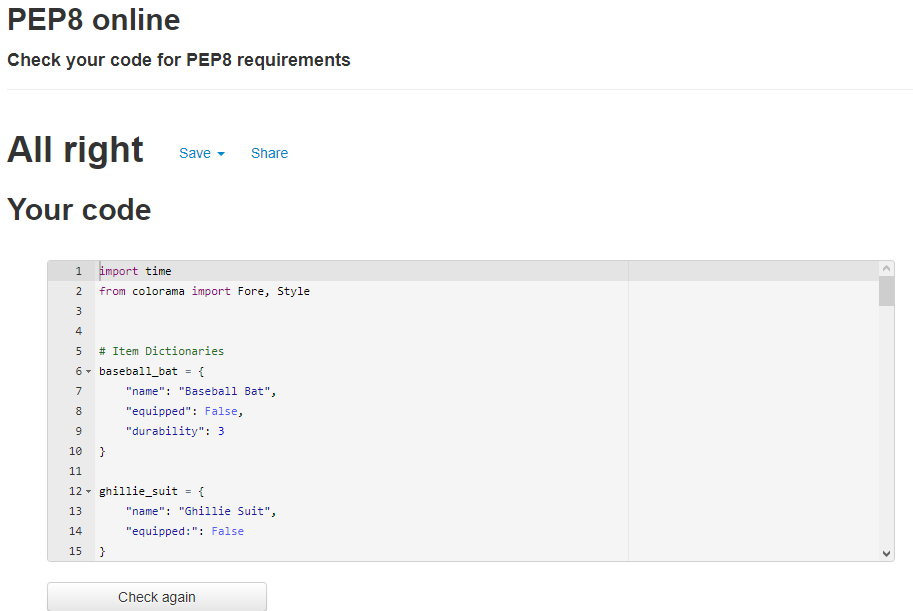 PEP8 online
Check your code for PEP8 requirements
All right Save Share
Your code
1 import time
2 from colorama import Fore, Style
3
4
5 # Item Dictionaries
6 baseball_bat = {
7 "name": "Baseball Bat",
8 "equipped": False,
9 "durability": 3
10 }
11
12 ghillie_suit = {
13 "name": "Ghillie Suit",
14 "equipped:": False
15 }
Check again